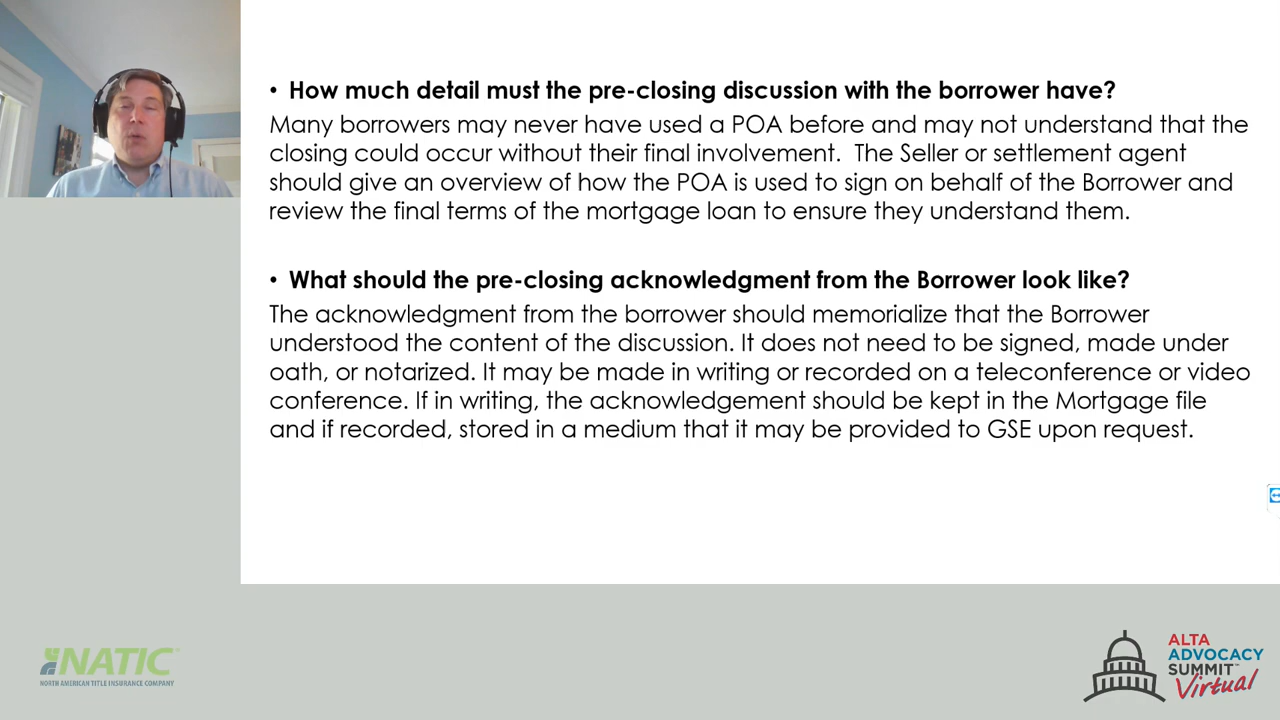 • How much detail must the pre-closing discussion with the borrower have?
Many borrowers may never have used a POA before and may not understand that the
closing could occur without their final involvement.  The Seller or settlement agent
should give an overview of how the POA is used to sign on behalf of the Borrower and
review the final terms of the mortgage loan to ensure they understand them.
• What should the pre-closing acknowledgment from the Borrower look like?
The acknowledgment from the borrower should memorialize that the Borrower
understood the content of the discussion. It does not need to be signed, made under
oath, or notarized. It may be made in writing or recorded on a teleconference or video
conference. If in writing, the acknowledgement should be kept in the Mortgage file
and if recorded, stored in a medium that it may be provided to GSE upon request.
NATIC
NORTH AMERICAN TITLE INSURANCE COMPANY
ALTA
ADVOCACY
SUMMIT™
Virtual